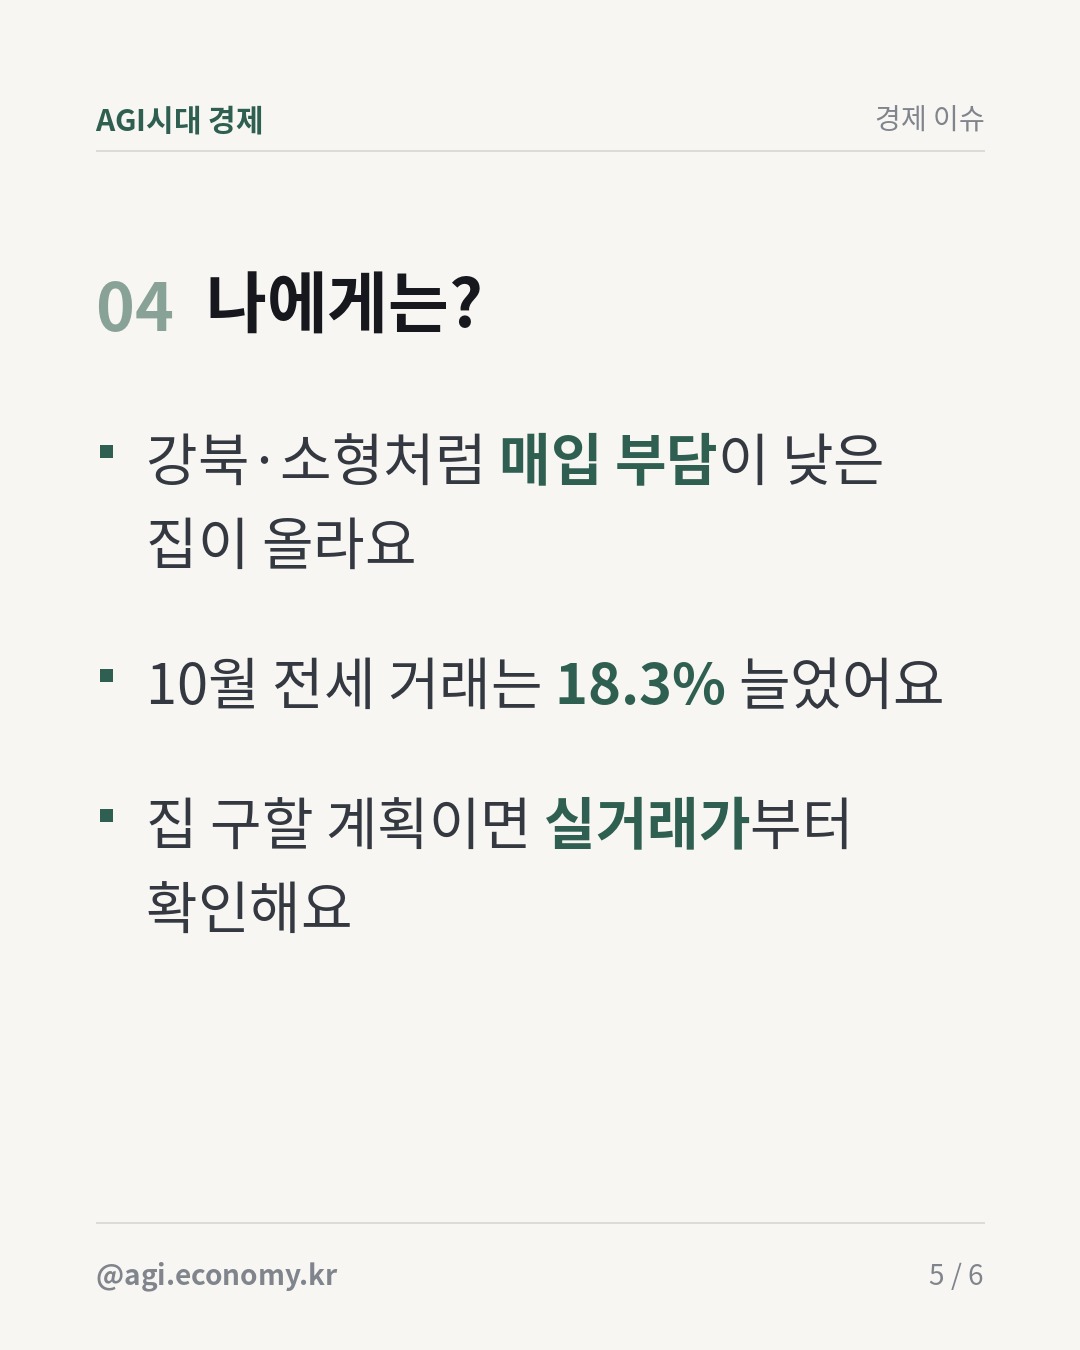 AGI시대 경제
경제 이슈
04 나에게는?
강북·소형처럼 매입 부담이 낮은
집이 올라요
10월 전세 거래는 18.3% 늘었어요
집 구할 계획이면 실거래가부터
확인해요
@agi.economy.kr
5 / 6